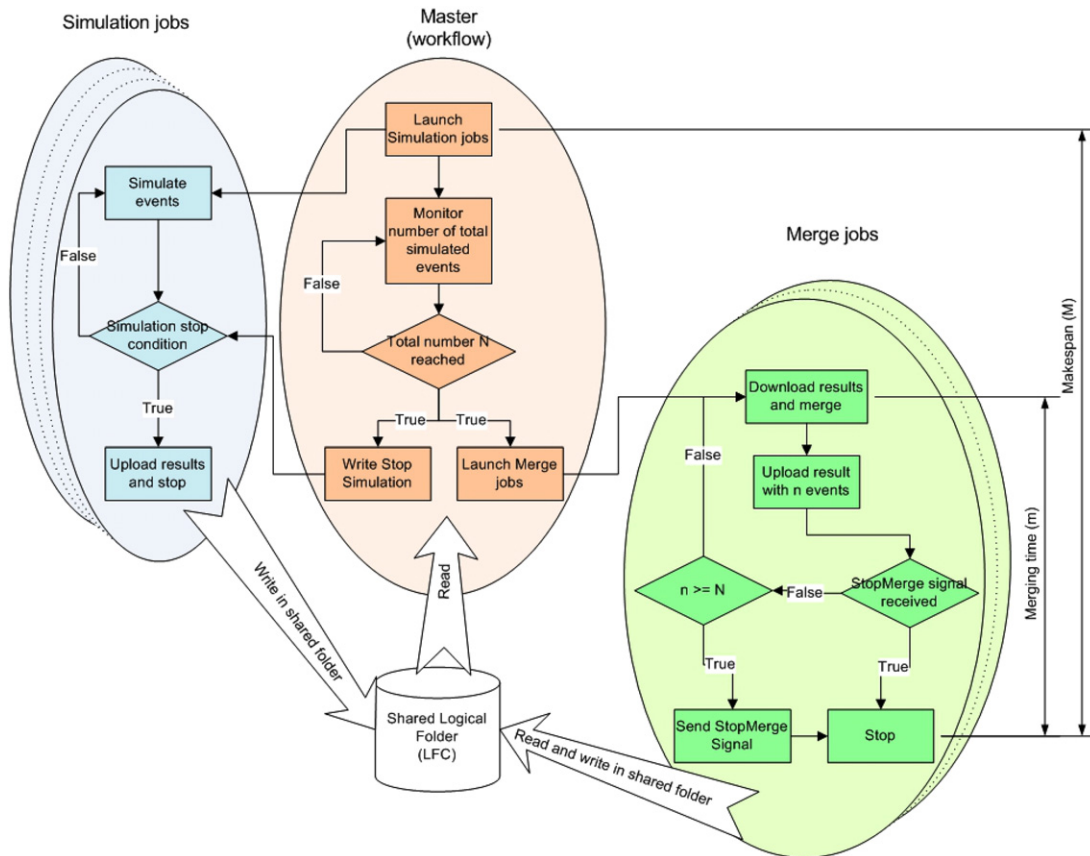 Simulation jobs
Master
(workflow)
Launch
Simulation jobs
Simulate
events
Monitor
number of total
simulated
events
False
False
Simulation stop
condition
Total number N
reached
True
True
True
Upload results
and stop
Write Stop
Simulation
Launch Merge
jobs
Merge jobs
Download results
and merge
False
Upload result
with n events
n >= N
False
StopMerge signal
received
True
True
Send StopMerge
Signal
Stop
Makespan (M)
Merging time (m)
Write in shared folder
Read
Shared Logical
Folder
(LFC)
Read and write in shared folder